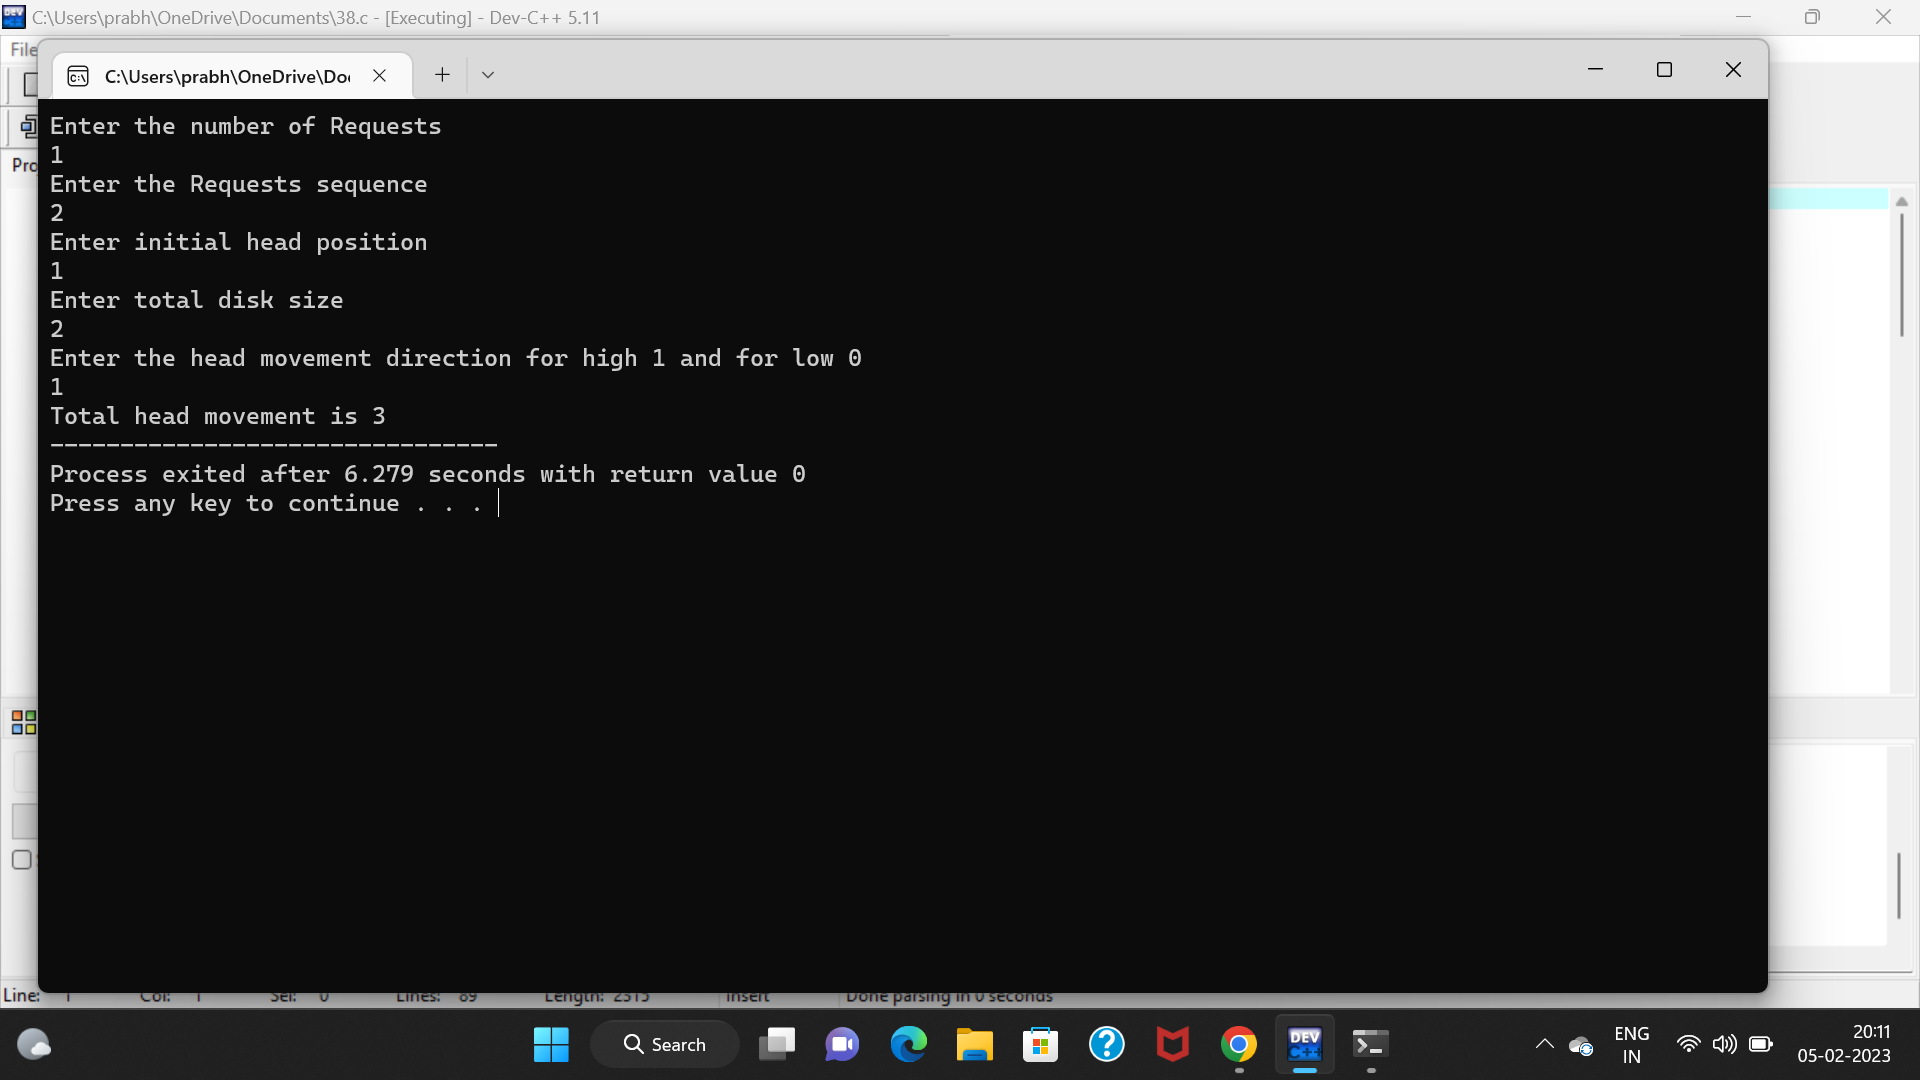 C:\Users\prabh\OneDrive\Documents\38.c - [Executing] - Dev-C++ 5.11
File
C:\Users\prabh\OneDrive\Do
Enter the number of Requests
1
Enter the Requests sequence
2
Enter initial head position
1
Enter total disk size
2
Enter the head movement direction for high 1 and for low 0
1
Total head movement is 3
--------------------------------
Process exited after 6.279 seconds with return value 0
Press any key to continue . . .
Pro
Line: 1 Col: 1 Sel: 0 Lines: 89 Length: 2315 Insert Done parsing in 0 seconds
Search
DEV
C++
ENG
IN
20:11
05-02-2023